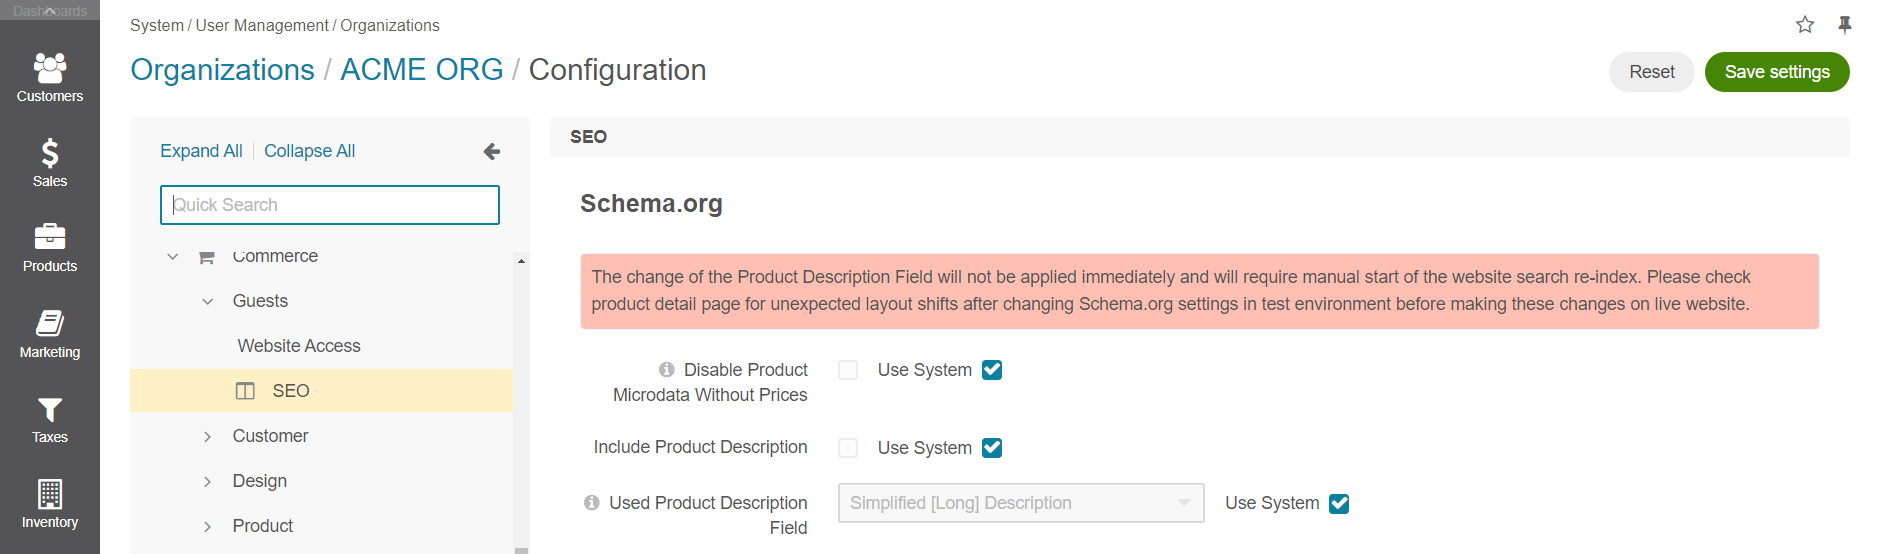 Dashboards
Customers
Sales
Products
Marketing
Taxes
Inventory
System / User Management / Organizations
Organizations / ACME ORG / Configuration
Reset
Save settings
Expand All
Collapse All
Quick Search
Commerce
Guests
Website Access
SEO
Customer
Design
Product
SEO
Schema.org
The change of the Product Description Field will not be applied immediately and will require manual start of the website search re-index. Please check
product detail page for unexpected layout shifts after changing Schema.org settings in test environment before making these changes on live website.
Disable Product
Microdata Without Prices
Use System
Include Product Description
Use System
Used Product Description
Field
Simplified [Long] Description
Use System